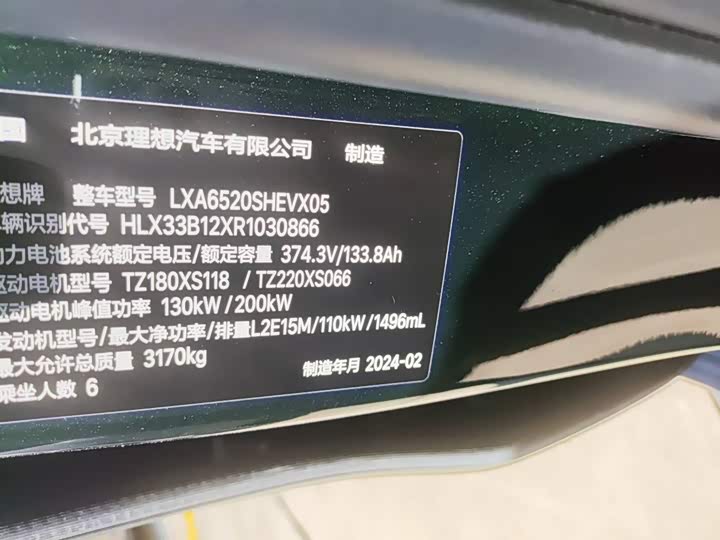 国
北京理想汽车有限公司 制造
想牌 整车型号 LXA6520SHEVX05
车辆识别代号 HLX33B12XR1030866
动力电池系统额定电压/额定容量 374.3V/133.8Ah
驱动电机型号 TZ180XS118 / TZ220XS066
驱动电机峰值功率 130kW/200kW
发动机型号/最大净功率/排量L2E15M/110kW/1496mL
最大允许总质量 3170kg 制造年月 2024-02
乘坐人数 6